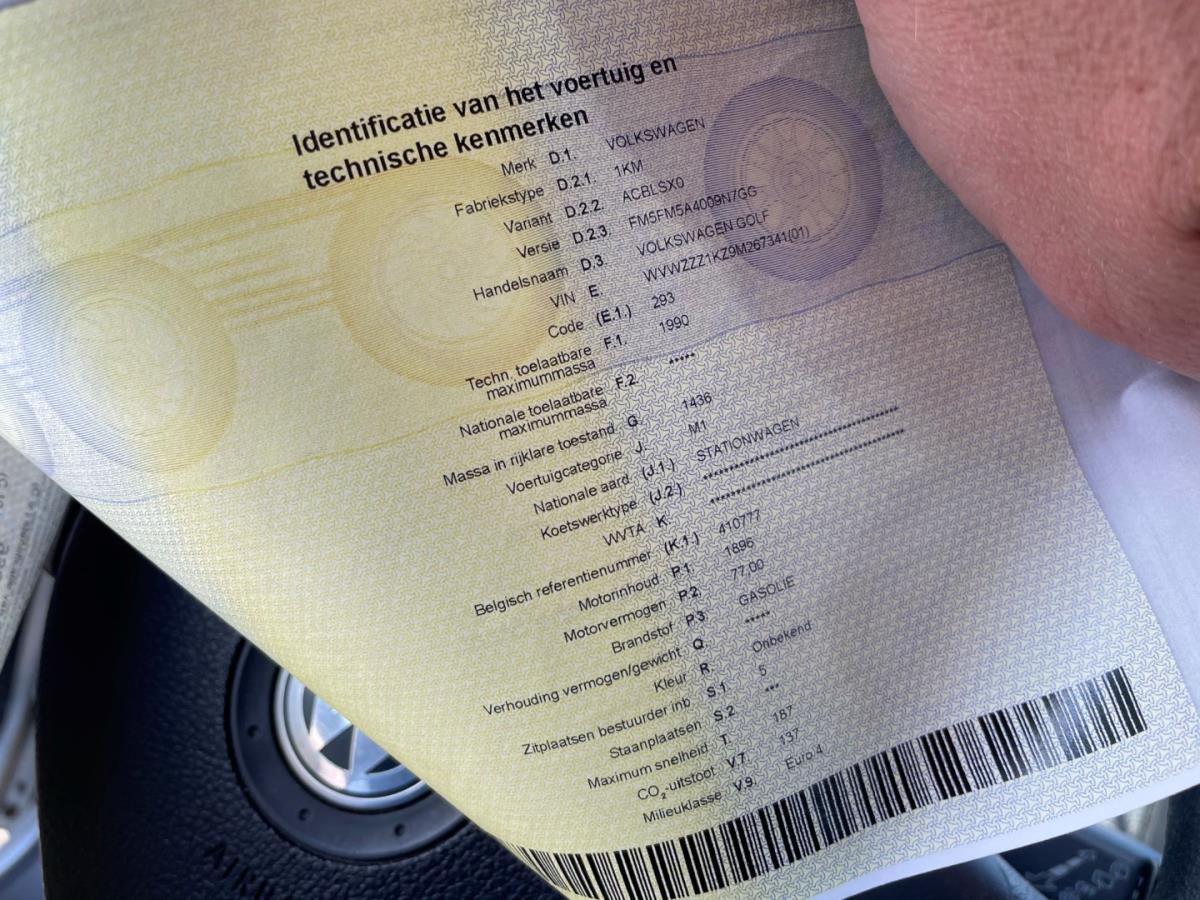 Identificatie van het voertuig en
technische kenmerken
Merk D.1. VOLKSWAGEN
Fabriekstype D.2.1. 1KM
Variant D.2.2. ACBLSX0
Versie D.2.3. FM5FM5A4009N7GG
Handelsnaam D.3 VOLKSWAGEN GOLF
VIN E. WVWZZZ1KZ9M267341(01)
Code (E.1.) 293
Techn. toelaatbare F.1. 1990
maximummassa
Nationale toelaatbare F.2. *****
maximummassa
Massa in rijklare toestand G. 1436
Voertuigcategorie J. M1
Nationale aard (J.1.) STATIONWAGEN
Koetswerktype (J.2.) ********************************
VVTA K. ********************************
Belgisch referentienummer (K.1.) 410777
Motorinhoud P.1. 1896
Motorvermogen P.2. 77,00
Brandstof P.3 GASOLIE
Verhouding vermogen/gewicht Q. *****
Kleur R. Onbekend
Zitplaatsen bestuurder inb S.1. 5
Staanplaatsen S.2 ***
Maximum snelheid T. 187
CO₂-uitstoot V.7. 137
Milieuklasse V.9. Euro 4